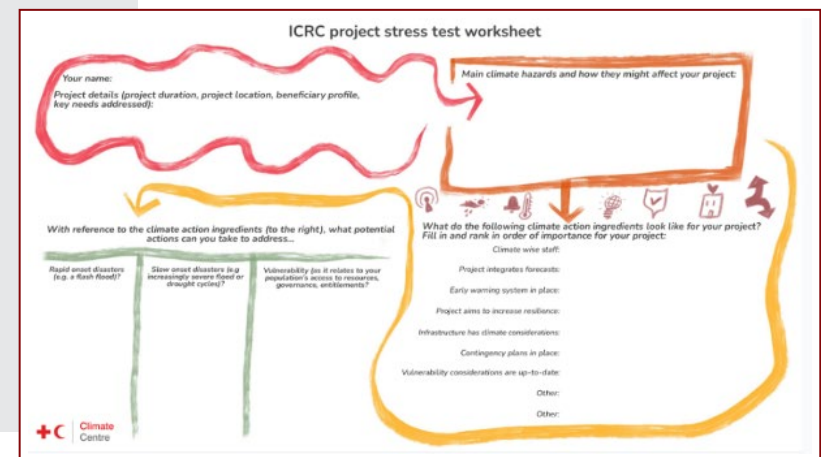 ICRC project stress test worksheet
Your name:
Project details (project duration, project location, beneficiary profile,
key needs addressed):
Main climate hazards and how they might affect your project:
What do the following climate action ingredients look like for your project?
Fill in and rank in order of importance for your project:
Climate wise staff:
Project integrates forecasts:
Early warning system in place:
Project aims to increase resilience:
Infrastructure has climate considerations:
Contingency plans in place:
Vulnerability considerations are up-to-date:
Other:
Other:
With reference to the climate action ingredients (to the right), what potential
actions can you take to address...
Rapid onset disasters
(e.g. a flash flood)?
Slow onset disasters (e.g
increasingly severe flood or
drought cycles)?
Vulnerability (as it relates to your
population's access to resources,
governance, entitlements?
Climate
Centre